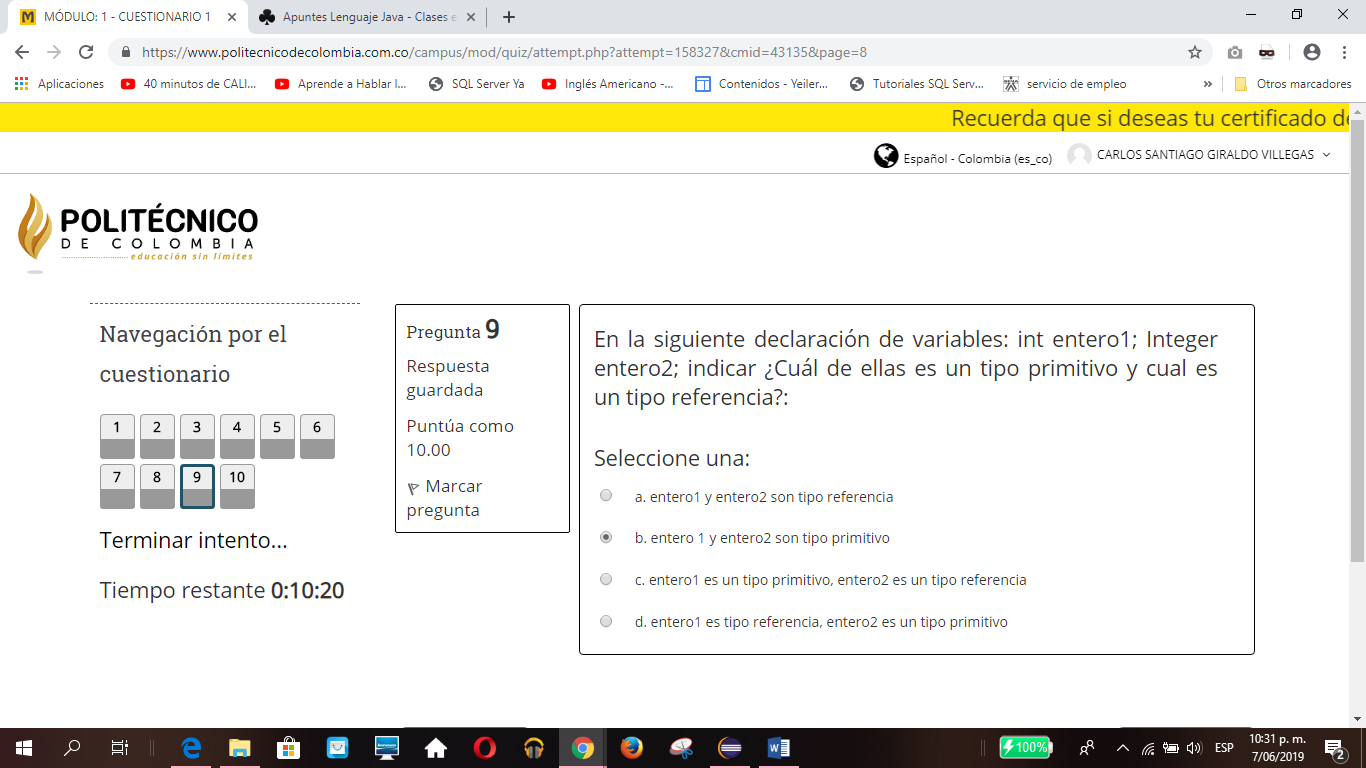 MÓDULO: 1 - CUESTIONARIO 1
Apuntes Lenguaje Java - Clases e
https://www.politecnicodecolombia.com.co/campus/mod/quiz/attempt.php?attempt=158327&cmid=43135&page=8
Aplicaciones
40 minutos de CALI...
Aprende a Hablar I...
SQL Server Ya
Inglés Americano -...
Contenidos - Yeiler...
Tutoriales SQL Serv...
servicio de empleo
»
Otros marcadores
Recuerda que si deseas tu certificado de
Español - Colombia (es_co)
CARLOS SANTIAGO GIRALDO VILLEGAS
POLITÉCNICO
DE COLOMBIA
educación sin límites
Navegación por el
cuestionario
1 2 3 4 5 6
7 8 9 10
Terminar intento...
Tiempo restante 0:10:20
Pregunta 9
Respuesta
guardada
Puntúa como
10.00
Marcar
pregunta
En la siguiente declaración de variables: int entero1; Integer
entero2; indicar ¿Cuál de ellas es un tipo primitivo y cual es
un tipo referencia?:
Seleccione una:
a. entero1 y entero2 son tipo referencia
b. entero 1 y entero2 son tipo primitivo
c. entero1 es un tipo primitivo, entero2 es un tipo referencia
d. entero1 es tipo referencia, entero2 es un tipo primitivo
100%
ESP
10:31 p. m.
7/06/2019
2